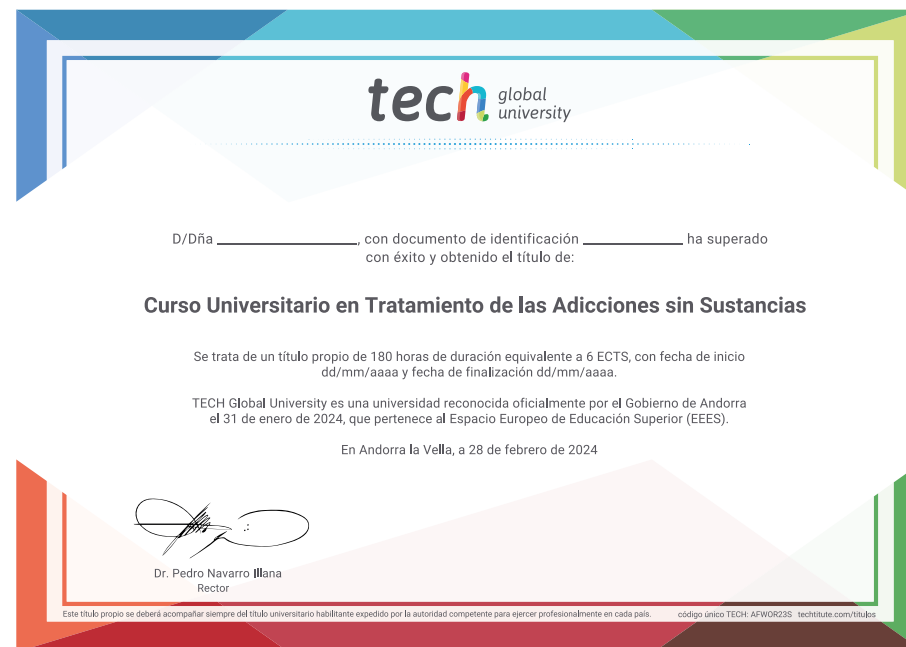 tech global university
D/Dña ____________________, con documento de identificación ______________ ha superado
con éxito y obtenido el título de:
Curso Universitario en Tratamiento de las Adicciones sin Sustancias
Se trata de un título propio de 180 horas de duración equivalente a 6 ECTS, con fecha de inicio
dd/mm/aaaa y fecha de finalización dd/mm/aaaa.
TECH Global University es una universidad reconocida oficialmente por el Gobierno de Andorra
el 31 de enero de 2024, que pertenece al Espacio Europeo de Educación Superior (EEES).
En Andorra la Vella, a 28 de febrero de 2024
Dr. Pedro Navarro Illana
Rector
Este título propio se deberá acompañar siempre del título universitario habilitante expedido por la autoridad competente para ejercer profesionalmente en cada país. código único TECH: AFWOR23S techtitute.com/titulos